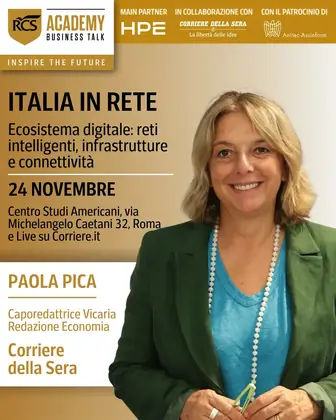 RCS
ACADEMY
BUSINESS TALK
INSPIRE THE FUTURE
MAIN PARTNER
HPE
IN COLLABORAZIONE CON
CORRIERE DELLA SERA
La libertà delle idee
CON IL PATROCINIO DI
Anitec-Assinform
ITALIA IN RETE
Ecosistema digitale: reti
intelligenti, infrastrutture
e connettività
24 NOVEMBRE
Centro Studi Americani, via
Michelangelo Caetani 32, Roma
e Live su Corriere.it
PAOLA PICA
Caporedattrice Vicaria
Redazione Economia
Corriere
della Sera